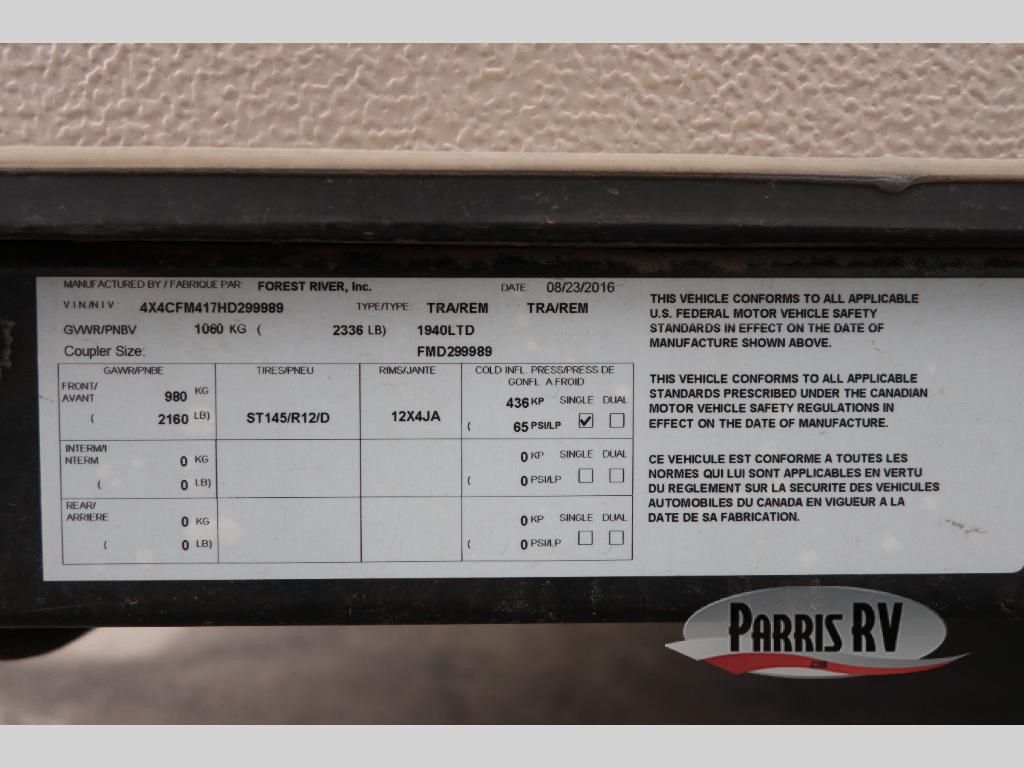 MANUFACTURED BY / FABRIQUE PAR: FOREST RIVER, Inc. DATE 08/23/2016
V I N /N I V 4X4CFM417HD299989 TYPE/TYPE: TRA/REM TRA/REM
GVWR/PNBV 1060 KG ( 2336 LB) 1940LTD
Coupler Size: FMD299989
GAWR/PNBE TIRES/PNEU RIMS/JANTE COLD INFL. PRESS/PRESS DE
GONFL. A FROID
FRONT/
AVANT 980 KG 436 KP SINGLE DUAL
( 2160 LB) ST145/R12/D 12X4JA ( 65 PSI/LP
INTERM/I
NTERM 0 KG 0 KP SINGLE DUAL
( 0 LB) ( 0 PSI/LP
REAR/
ARRIERE 0 KG 0 KP SINGLE DUAL
( 0 LB) ( 0 PSI/LP
THIS VEHICLE CONFORMS TO ALL APPLICABLE
U.S. FEDERAL MOTOR VEHICLE SAFETY
STANDARDS IN EFFECT ON THE DATE OF
MANUFACTURE SHOWN ABOVE.
THIS VEHICLE CONFORMS TO ALL APPLICABLE
STANDARDS PRESCRIBED UNDER THE CANADIAN
MOTOR VEHICLE SAFETY REGULATIONS IN
EFFECT ON THE DATE OF MANUFACTURE.
CE VEHICULE EST CONFORME A TOUTES LES
NORMES QUI LUI SONT APPLICABLES EN VERTU
DU REGLEMENT SUR LA SECURITE DES VEHICULES
AUTOMOBILES DU CANADA EN VIGUEUR A LA
DATE DE SA FABRICATION.
PARRIS RV
.com